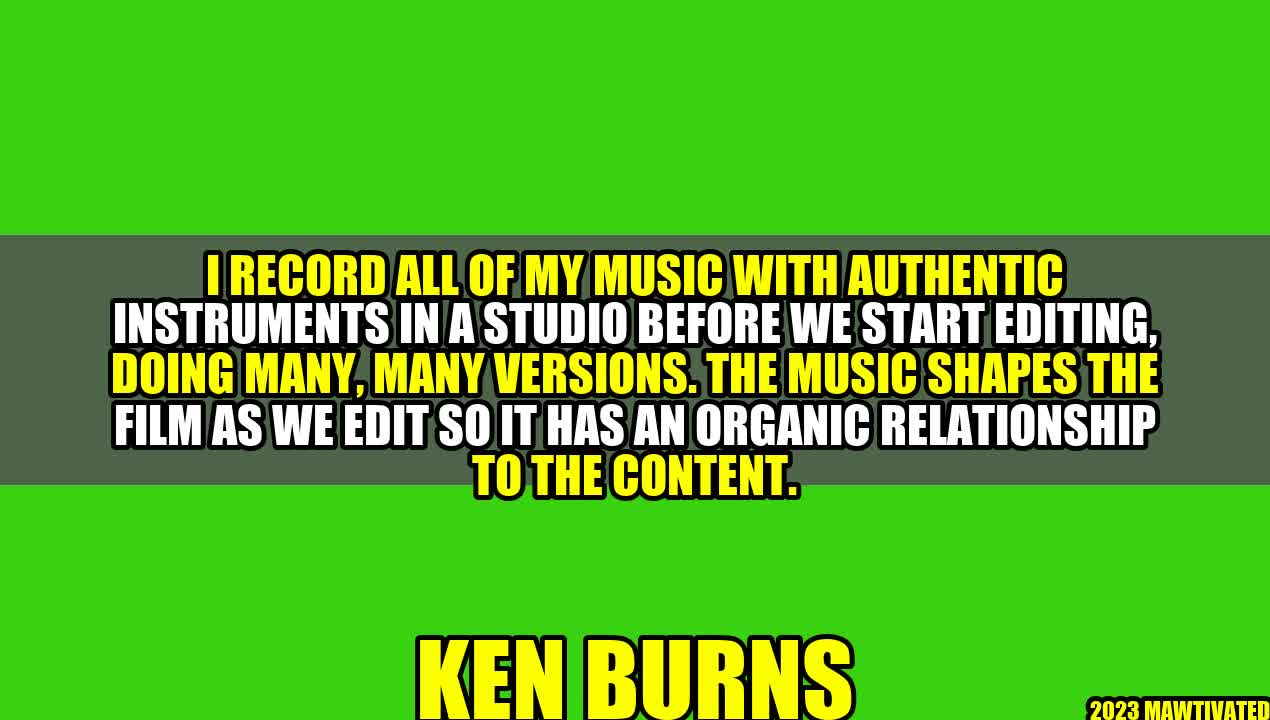 I RECORD ALL OF MY MUSIC WITH AUTHENTIC
INSTRUMENTS IN A STUDIO BEFORE WE START EDITING,
DOING MANY, MANY VERSIONS. THE MUSIC SHAPES THE
FILM AS WE EDIT SO IT HAS AN ORGANIC RELATIONSHIP
TO THE CONTENT.
KEN BURNS
2023 MAWTIVATED